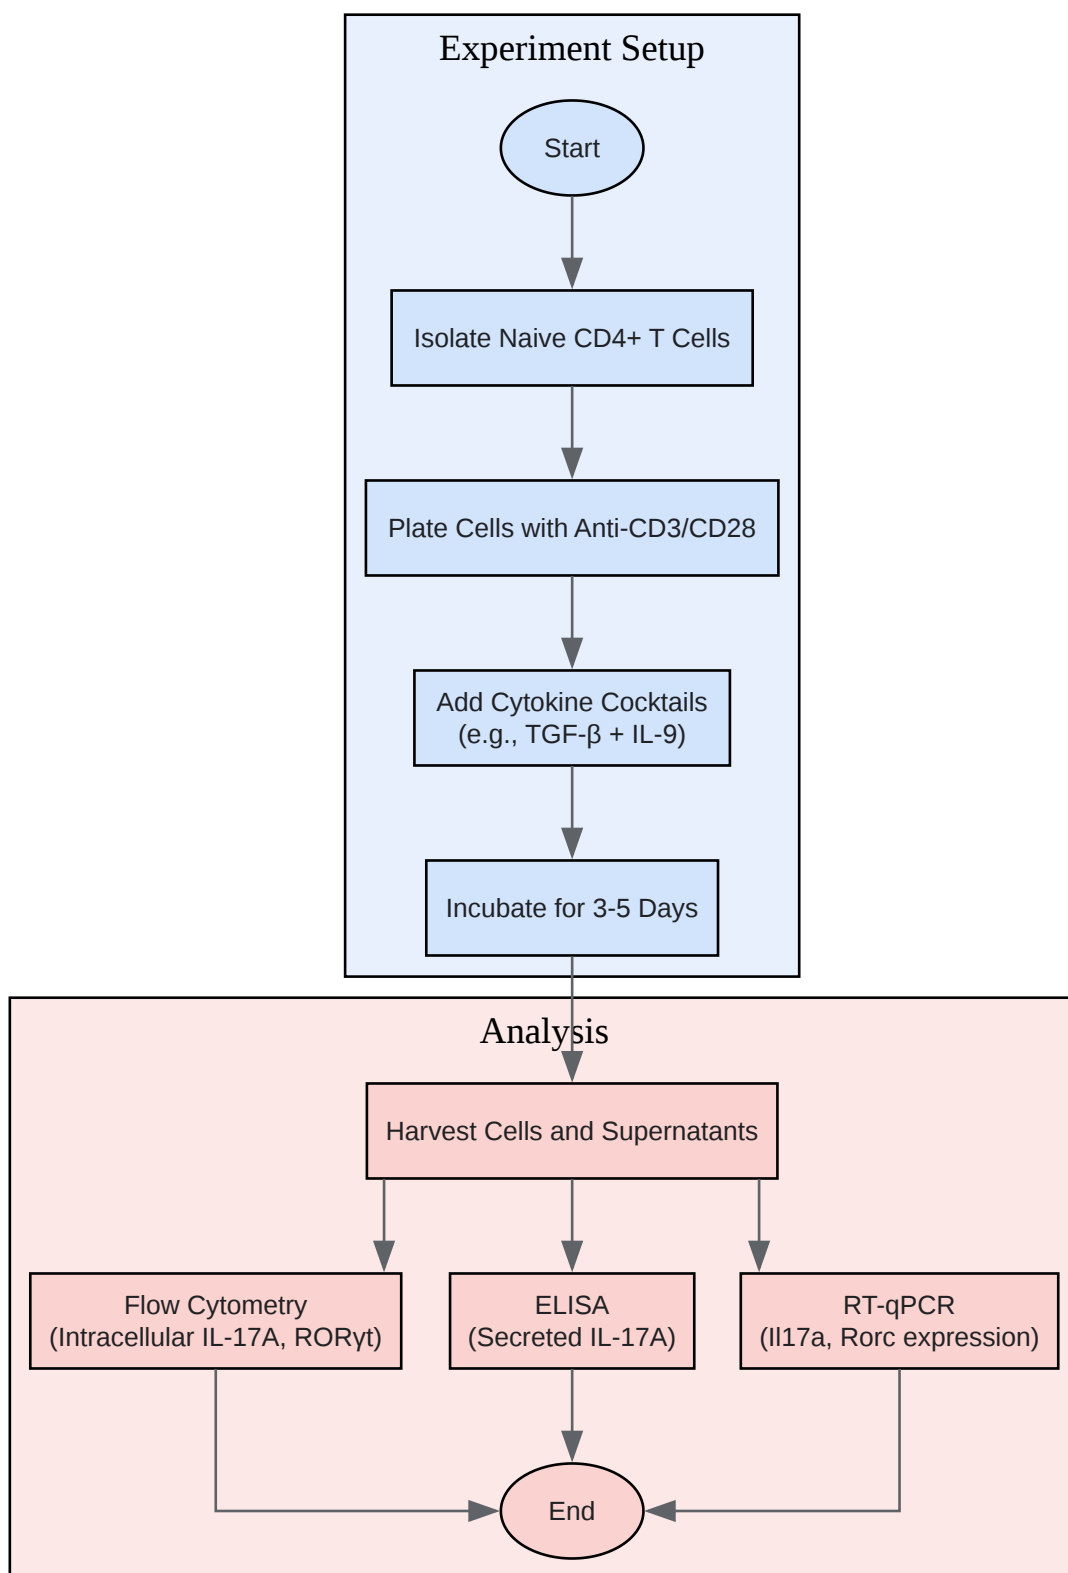 Experiment Setup
Start
Isolate Naive CD4+ T Cells
Plate Cells with Anti-CD3/CD28
Add Cytokine Cocktails
(e.g., TGF-β + IL-9)
Incubate for 3-5 Days
Analysis
Harvest Cells and Supernatants
Flow Cytometry
(Intracellular IL-17A, RORγt)
ELISA
(Secreted IL-17A)
RT-qPCR
(Il17a, Rorc expression)
End